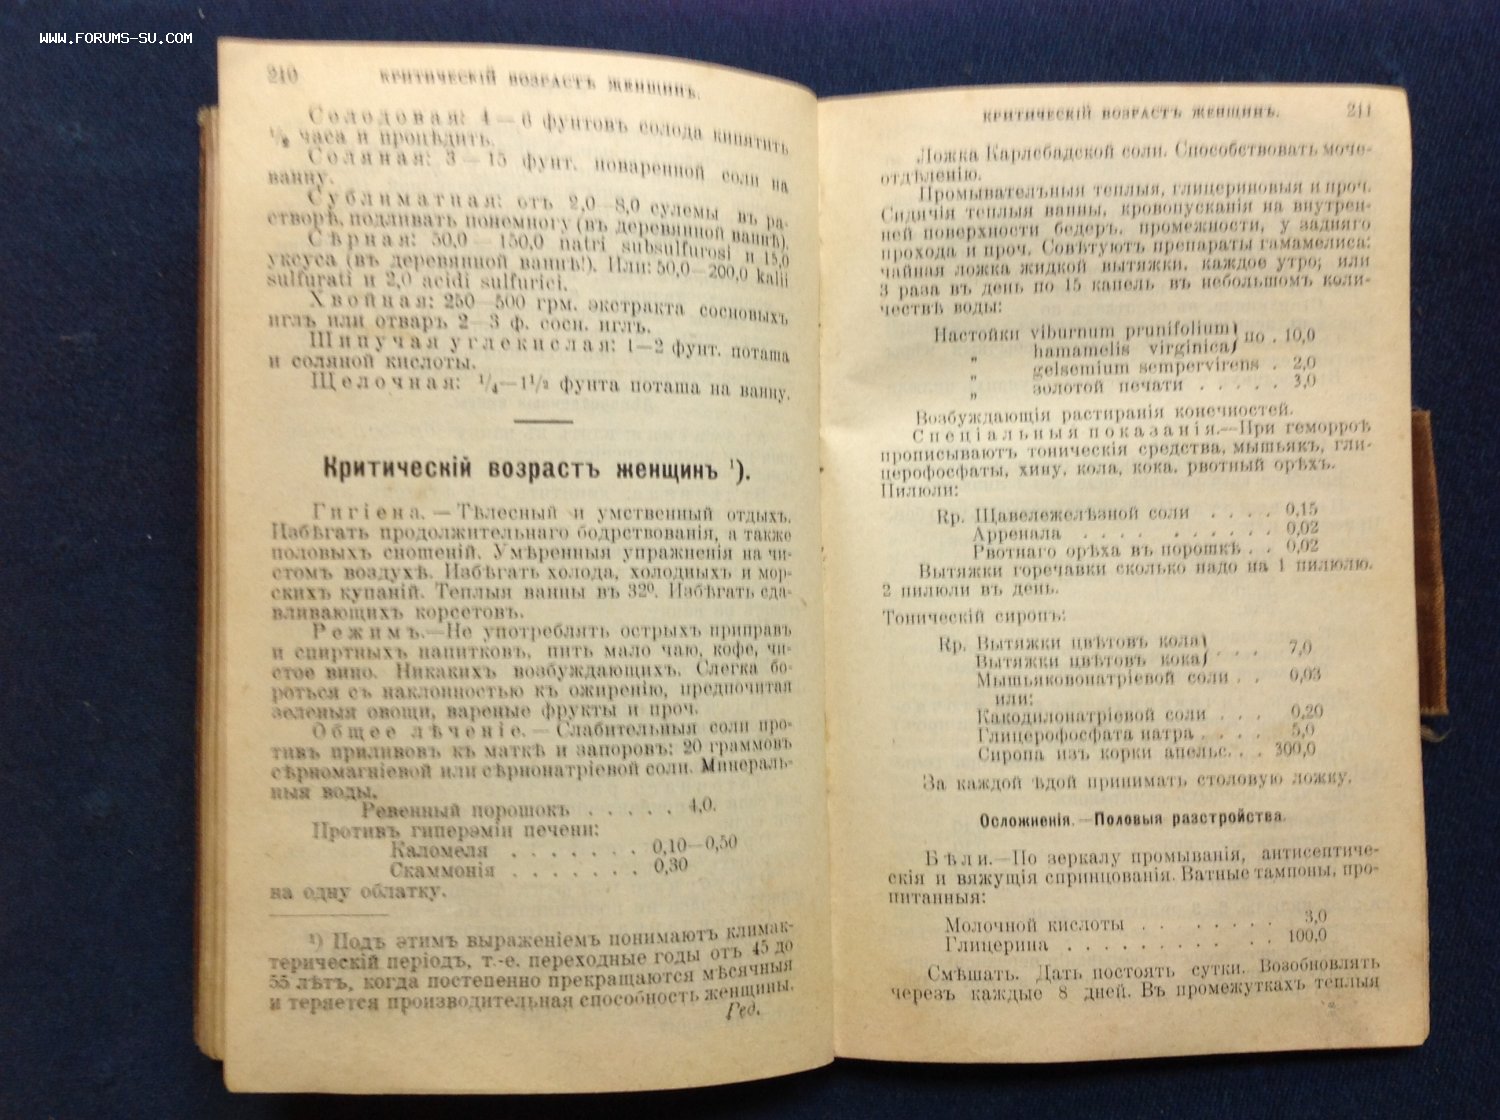 WWW.FORUMS-SU.COM
210 КРИТИЧЕСКІЙ ВОЗРАСТЪ ЖЕНЩИНЪ.
Солодовая: 4—6 фунтовъ солода кипятить
½ часа и процѣдить.
Соляная: 3—15 фунт. поваренной соли на
ванну.
Сублиматная: отъ 2,0—8,0 сулемы въ ра-
створѣ, подливать понемногу (въ деревянной ваннѣ).
Сѣрная: 50,0—150,0 natri subsulfurosi и 15,0
уксуса (въ деревянной ваннѣ!). Или: 50,0—200,0 kalii
sulfurati и 2,0 acidi sulfurici.
Хвойная: 250—500 грм. экстракта сосновыхъ
иглъ или отваръ 2—3 ф. сосн. иглъ.
Шипучая углекислая: 1—2 фунт. поташа
и соляной кислоты.
Щелочная: ¼—1½ фунта поташа на ванну.
Критическій возрастъ женщинъ ¹).
Гигіена.—Тѣлесный и умственный отдыхъ.
Избѣгать продолжительнаго бодрствованія, а также
половыхъ сношеній. Умѣренныя упражненія на чи-
стомъ воздухѣ. Избѣгать холода, холодныхъ и мор-
скихъ купаній. Теплыя ванны въ 32⁰. Избѣгать сда-
вливающихъ корсетовъ.
Режимъ.—Не употреблять острыхъ приправъ
и спиртныхъ напитковъ, пить мало чаю, кофе, чи-
стое вино. Никакихъ возбуждающихъ. Слегка бо-
роться съ наклонностью къ ожиренію, предпочитая
зеленыя овощи, вареные фрукты и проч.
Общее лѣченіе.—Слабительныя соли про-
тивъ приливовъ къ маткѣ и запоровъ: 20 граммовъ
сѣрномагніевой или сѣрнонатріевой соли. Минераль-
ныя воды.
Ревенный порошокъ . . . . . . 4,0.
Противъ гиперэміи печени:
Каломеля . . . . . . . 0,10—0,50
Скаммонія . . . . . . . 0,30
на одну облатку.
¹) Подъ этимъ выраженіемъ понимаютъ климак-
терическій періодъ, т.-е. переходные годы отъ 45 до
55 лѣтъ, когда постепенно прекращаются мѣсячныя
и теряется производительная способность женщины.
Ред.
КРИТИЧЕСКІЙ ВОЗРАСТЪ ЖЕНЩИНЪ. 211
Ложка Карлсбадской соли. Способствовать моче-
отдѣленію.
Промывательныя теплыя, глицериновыя и проч.
Сидячія теплыя ванны, кровопусканія на внутрен-
ней поверхности бедеръ, промежности, у задняго
прохода и проч. Совѣтуютъ препараты гамамелиса:
чайная ложка жидкой вытяжки, каждое утро; или
3 раза въ день по 15 капель въ небольшомъ коли-
чествѣ воды:
Настойки viburnum prunifolium } по . 10,0
„ hamamelis virginica }
„ gelsemium sempervirens . 2,0
„ золотой печати . . . . . 3,0
Возбуждающія растиранія конечностей.
Спеціальныя показанія.—При геморроѣ
прописываютъ тоническія средства, мышьякъ, гли-
церофосфаты, хину, кола, кока, рвотный орѣхъ.
Пилюли:
Rp. Щавележелѣзной соли . . . . 0,15
Арренала . . . . . . . . . . 0,02
Рвотнаго орѣха въ порошкѣ . . 0,02
Вытяжки горечавки сколько надо на 1 пилюлю.
2 пилюли въ день.
Тоническій сиропъ:
Rp. Вытяжки цвѣтовъ кола } . . . 7,0
Вытяжки цвѣтовъ кока }
Мышьяковонатріевой соли . . 0,03
или:
Какодилонатріевой соли . . . 0,20
Глицерофосфата натра . . . . 5,0
Сиропа изъ корки апельс. . . 300,0
За каждой ѣдой принимать столовую ложку.
Осложненія.—Половыя разстройства.
Бѣли.—По зеркалу промыванія, антисептиче-
скія и вяжущія спринцованія. Ватные тампоны, про-
питанныя:
Молочной кислоты . . . . . . . 3,0
Глицерина . . . . . . . . . . . 100,0
Смѣшать. Дать постоять сутки. Возобновлять
черезъ каждые 8 дней. Въ промежуткахъ теплыя